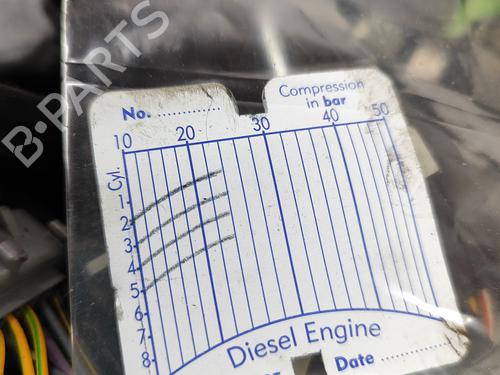 B-PARTS
No. ............
Compression
in bar
10 20 30 40 50
Cyl.
1
2
3
4
5
6
7
8
Diesel Engine
Date ..............